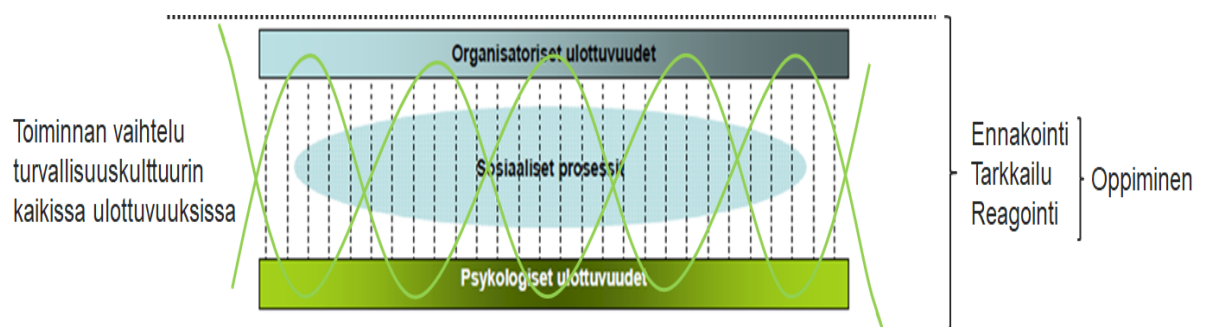 Organisatoriset ulottuvuudet
Toiminnan vaihtelu
turvallisuuskulttuurin
kaikissa ulottuvuuksissa
Sosiaaliset prosessit
Psykologiset ulottuvuudet
Ennakointi
Tarkkailu
Reagointi
Oppiminen